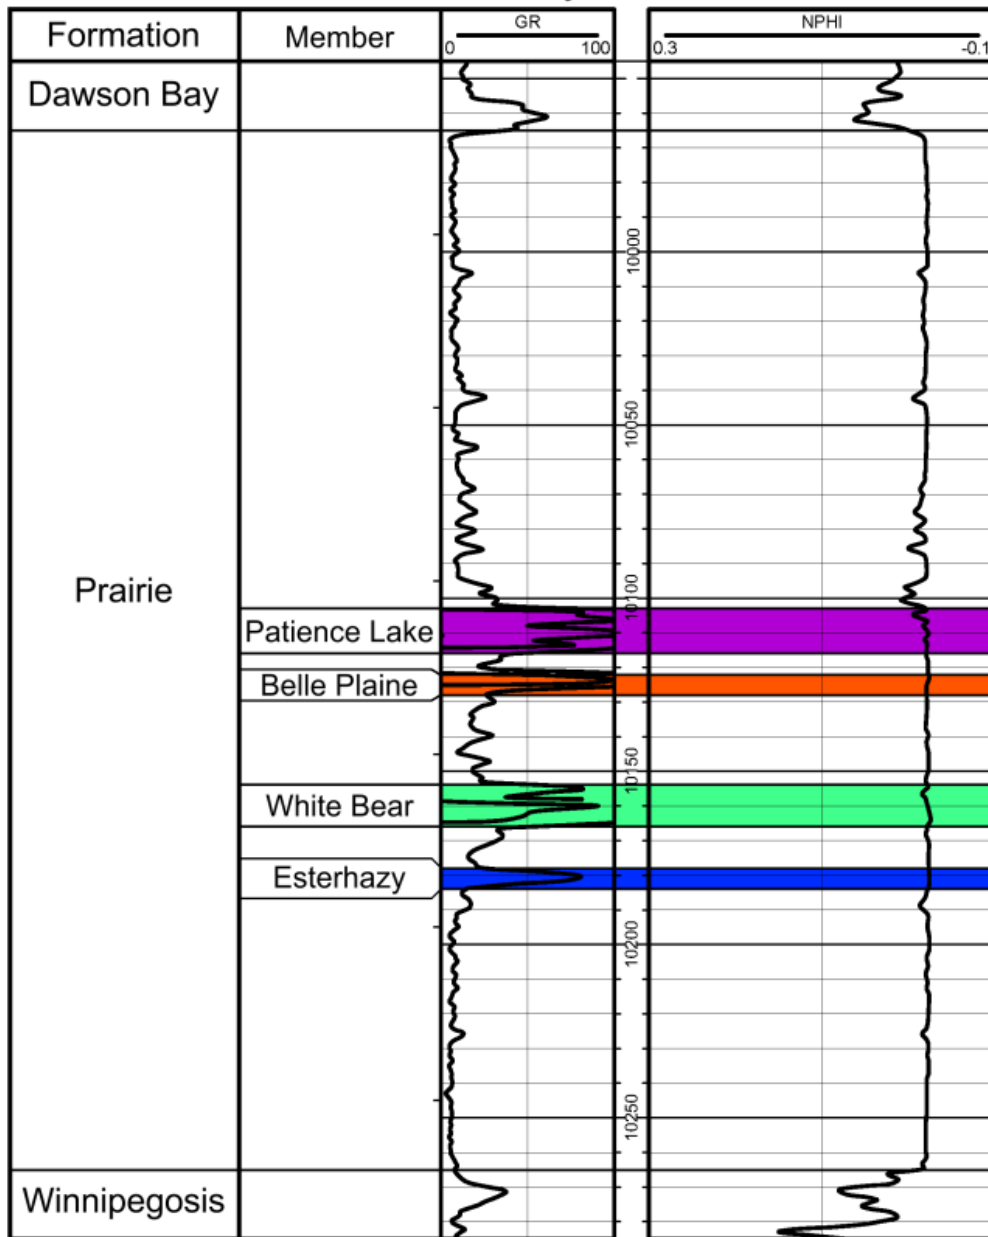 Formation Member GR NPHI
0 100 0.3 -0.1
Dawson Bay
10000
10050
Prairie
10100
Patience Lake
Belle Plaine
10150
White Bear
Esterhazy
10200
10250
Winnipegosis